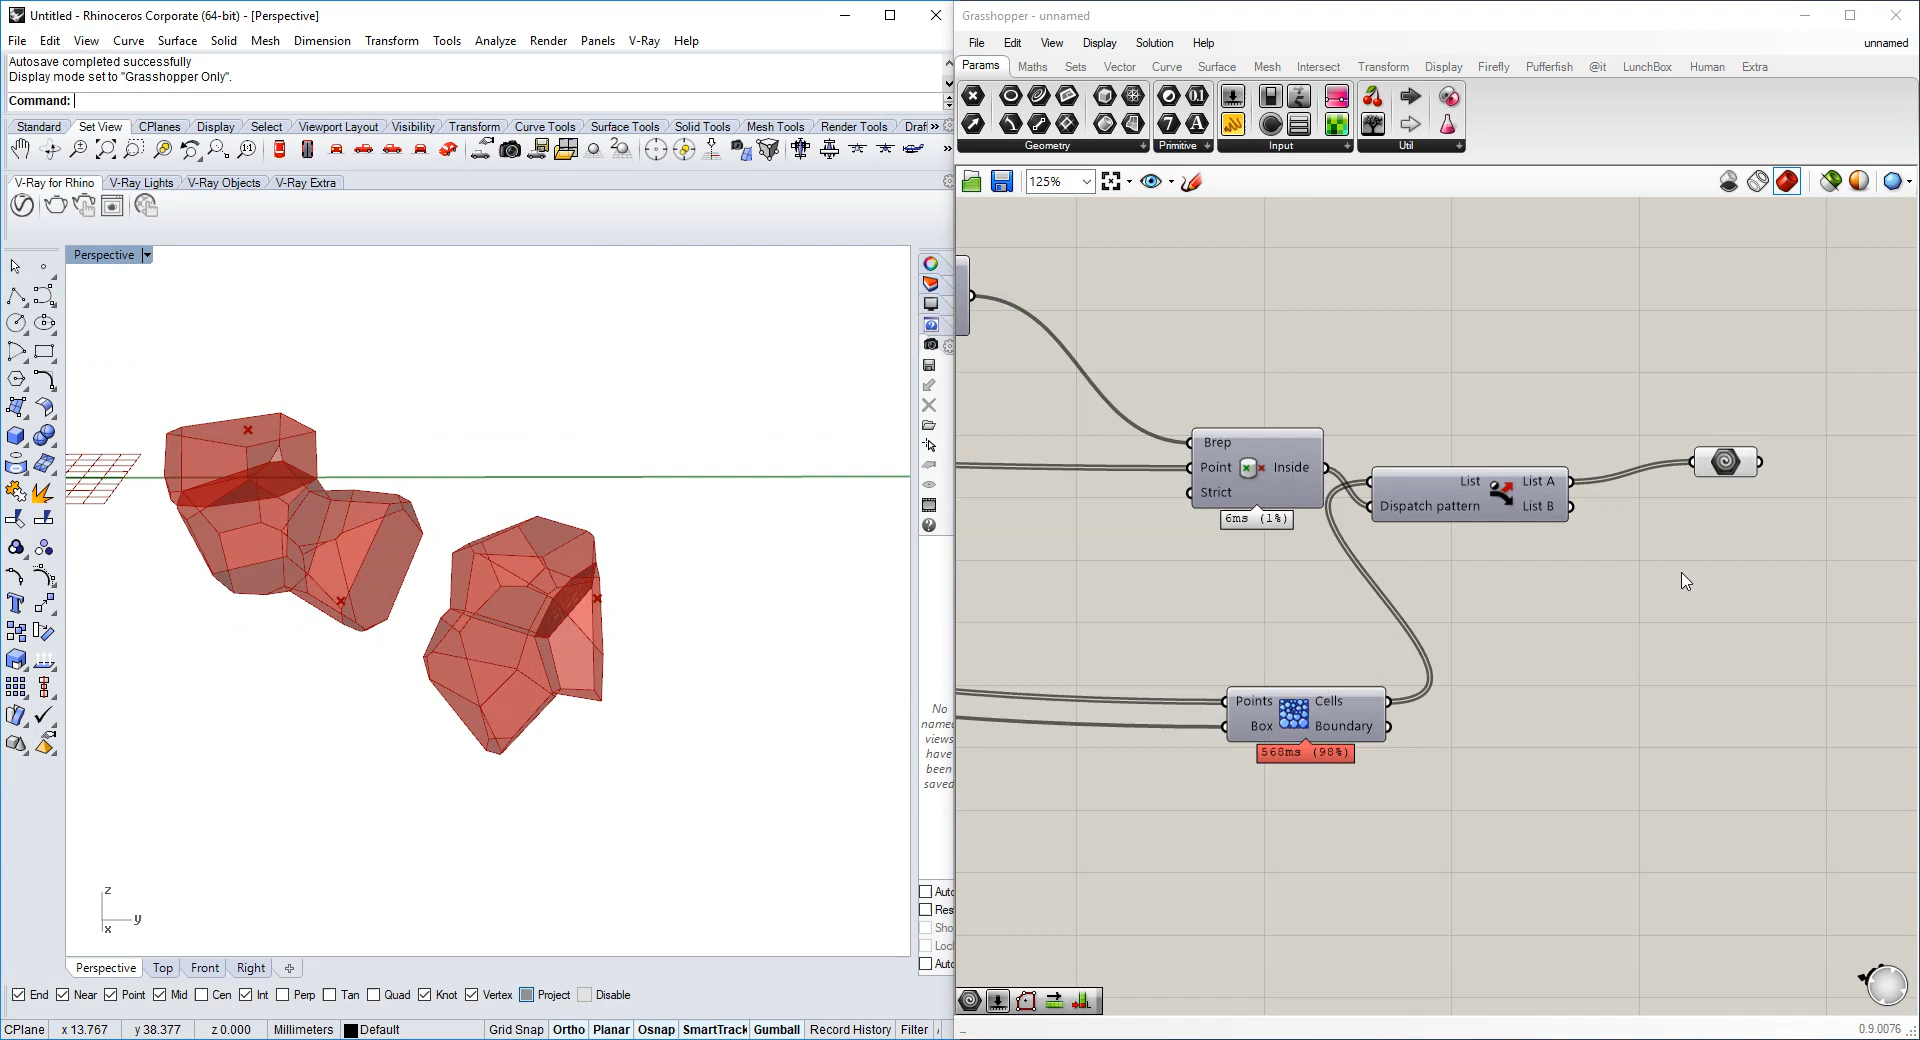 Untitled - Rhinoceros Corporate (64-bit) - [Perspective]
File Edit View Curve Surface Solid Mesh Dimension Transform Tools Analyze Render Panels V-Ray Help
Autosave completed successfully
Display mode set to "Grasshopper Only".
Command:
Standard Set View CPlanes Display Select Viewport Layout Visibility Transform Curve Tools Surface Tools Solid Tools Mesh Tools Render Tools Draf »
V-Ray for Rhino V-Ray Lights V-Ray Objects V-Ray Extra
Perspective
No
named
views
have
been
saved
z
y
x
Auto
Res
Sho
Loc
Auto
Perspective Top Front Right
End Near Point Mid Cen Int Perp Tan Quad Knot Vertex Project Disable
CPlane x 13.767 y 38.377 z 0.000 Millimeters Default Grid Snap Ortho Planar Osnap SmartTrack Gumball Record History Filter
Grasshopper - unnamed
File Edit View Display Solution Help unnamed
Params Maths Sets Vector Curve Surface Mesh Intersect Transform Display Firefly Pufferfish @it LunchBox Human Extra
Geometry Primitive Input Util
125%
Brep
Point Inside
Strict
6ms (1%)
List List A
Dispatch pattern List B
Points Cells
Box Boundary
568ms (98%)
0.9.0076